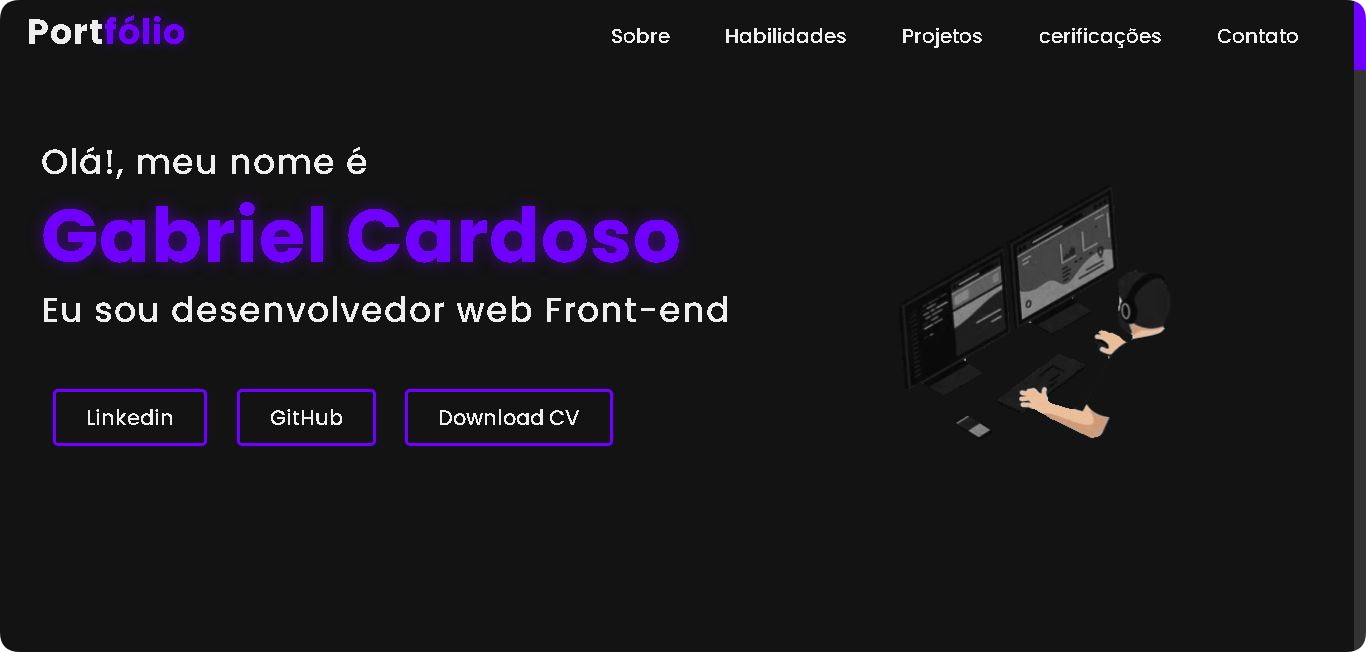 Portfólio
Sobre Habilidades Projetos cerificações Contato
Olá!, meu nome é
Gabriel Cardoso
Eu sou desenvolvedor web Front-end
Linkedin GitHub Download CV